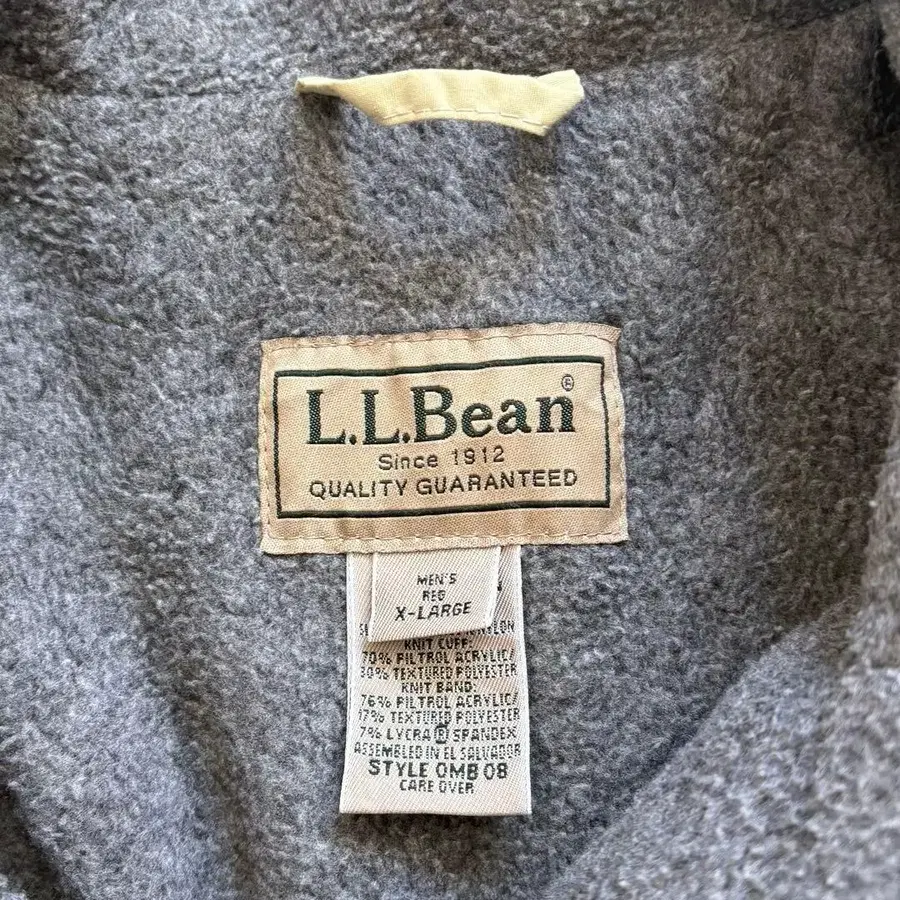 L.L.Bean®
Since 1912
QUALITY GUARANTEED
MEN'S
REG
X-LARGE
KNIT CUFF:
70% PILTROL ACRYLIC/
30% TEXTURED POLYESTER
KNIT BAND:
76% PILTROL ACRYLIC/
17% TEXTURED POLYESTER
7% LYCRA® SPANDEX
ASSEMBLED IN EL SALVADOR
STYLE OMB 08
CARE OVER